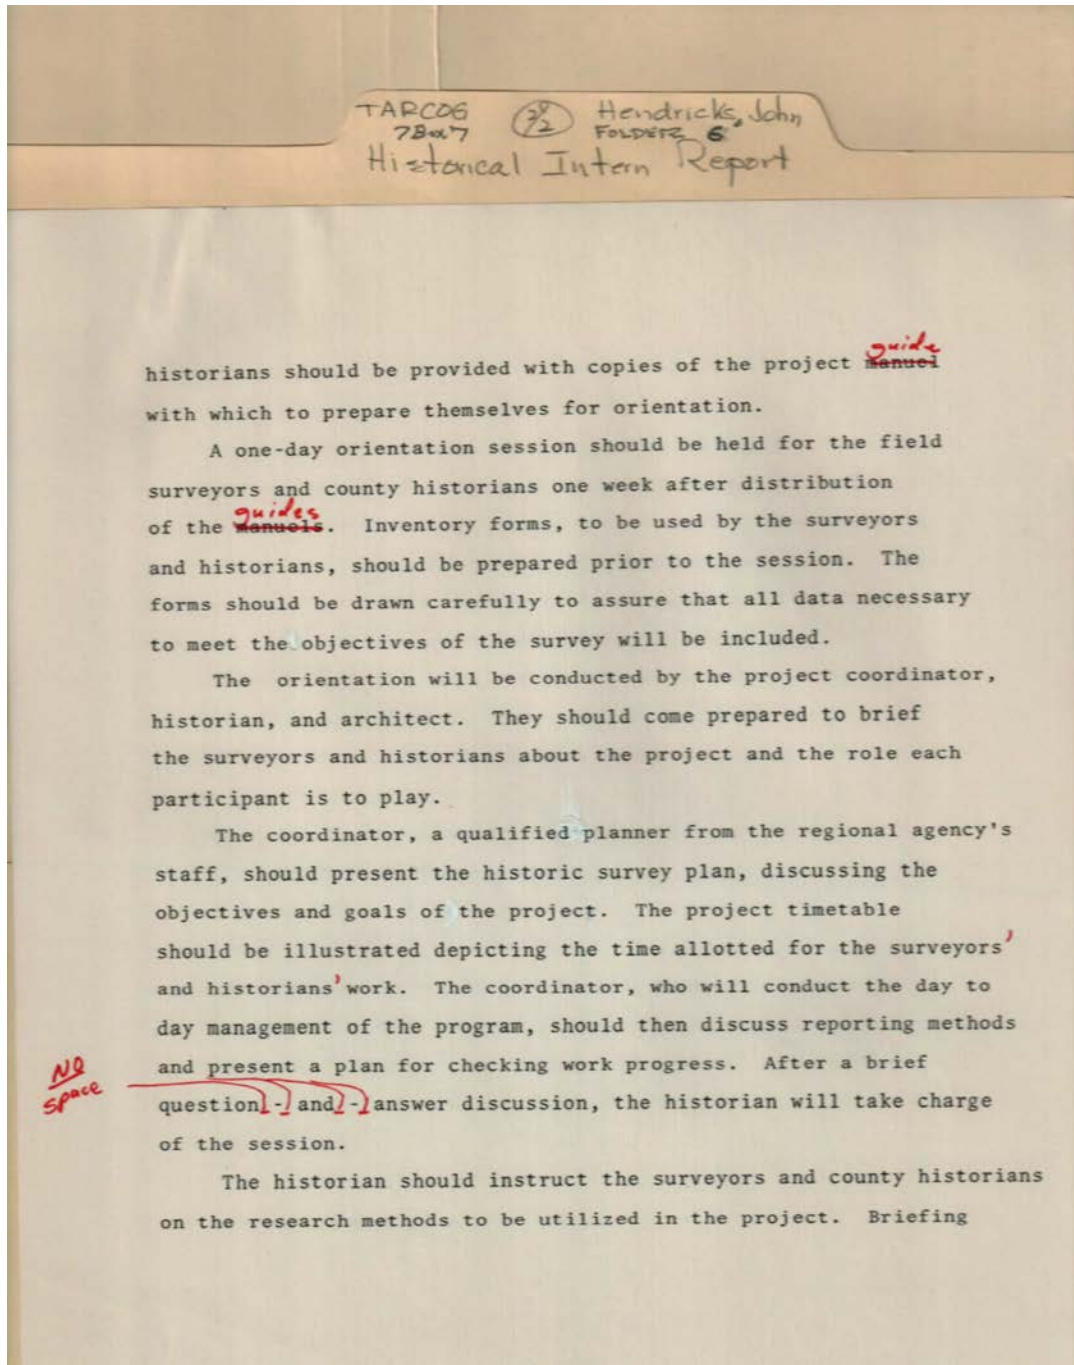 TARCOG Hendricks, John
7Box7 FOLDER 6
Historical Intern Report
guide
historians should be provided with copies of the project manuel
with which to prepare themselves for orientation.
A one-day orientation session should be held for the field
surveyors and county historians one week after distribution
guides
of the manuels. Inventory forms, to be used by the surveyors
and historians, should be prepared prior to the session. The
forms should be drawn carefully to assure that all data necessary
to meet the objectives of the survey will be included.
The orientation will be conducted by the project coordinator,
historian, and architect. They should come prepared to brief
the surveyors and historians about the project and the role each
participant is to play.
The coordinator, a qualified planner from the regional agency's
staff, should present the historic survey plan, discussing the
objectives and goals of the project. The project timetable
should be illustrated depicting the time allotted for the surveyors'
and historians' work. The coordinator, who will conduct the day to
day management of the program, should then discuss reporting methods
NO
space
and present a plan for checking work progress. After a brief
question - and - answer discussion, the historian will take charge
of the session.
The historian should instruct the surveyors and county historians
on the research methods to be utilized in the project. Briefing